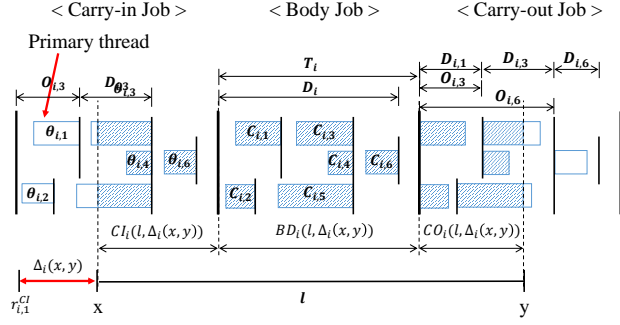 < Carry-in Job > < Body Job > < Carry-out Job >
Primary thread
T_i D_{i,1} D_{i,3} D_{i,6}
O_{i,3} D_i O_{i,3}
θ_{i,3} O_{i,6}
θ_{i,1} C_{i,1} C_{i,3}
θ_{i,4} θ_{i,6} C_{i,4} C_{i,6}
θ_{i,2} C_{i,2} C_{i,5}
CI_i(l, Δ_i(x, y)) BD_i(l, Δ_i(x, y)) CO_i(l, Δ_i(x, y))
Δ_i(x, y)
r_{i,1}^{CI} x l y